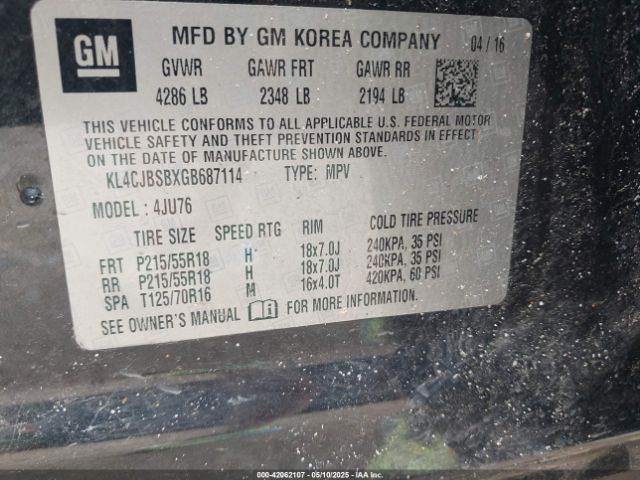 GM
MFD BY GM KOREA COMPANY 04 / 16
GVWR GAWR FRT GAWR RR
4286 LB 2348 LB 2194 LB
THIS VEHICLE CONFORMS TO ALL APPLICABLE U.S. FEDERAL MOTOR
VEHICLE SAFETY AND THEFT PREVENTION STANDARDS IN EFFECT
ON THE DATE OF MANUFACTURE SHOWN ABOVE.
KL4CJBSBXGB687114 TYPE: MPV
MODEL : 4JU76
TIRE SIZE SPEED RTG RIM COLD TIRE PRESSURE
FRT P215/55R18 H 18x7.0J 240KPA, 35 PSI
RR P215/55R18 H 18x7.0J 240KPA, 35 PSI
SPA T125/70R16 M 16x4.0T 420KPA, 60 PSI
SEE OWNER'S MANUAL FOR MORE INFORMATION.
000-42062107 - 05/10/2025 - IAAI.COM